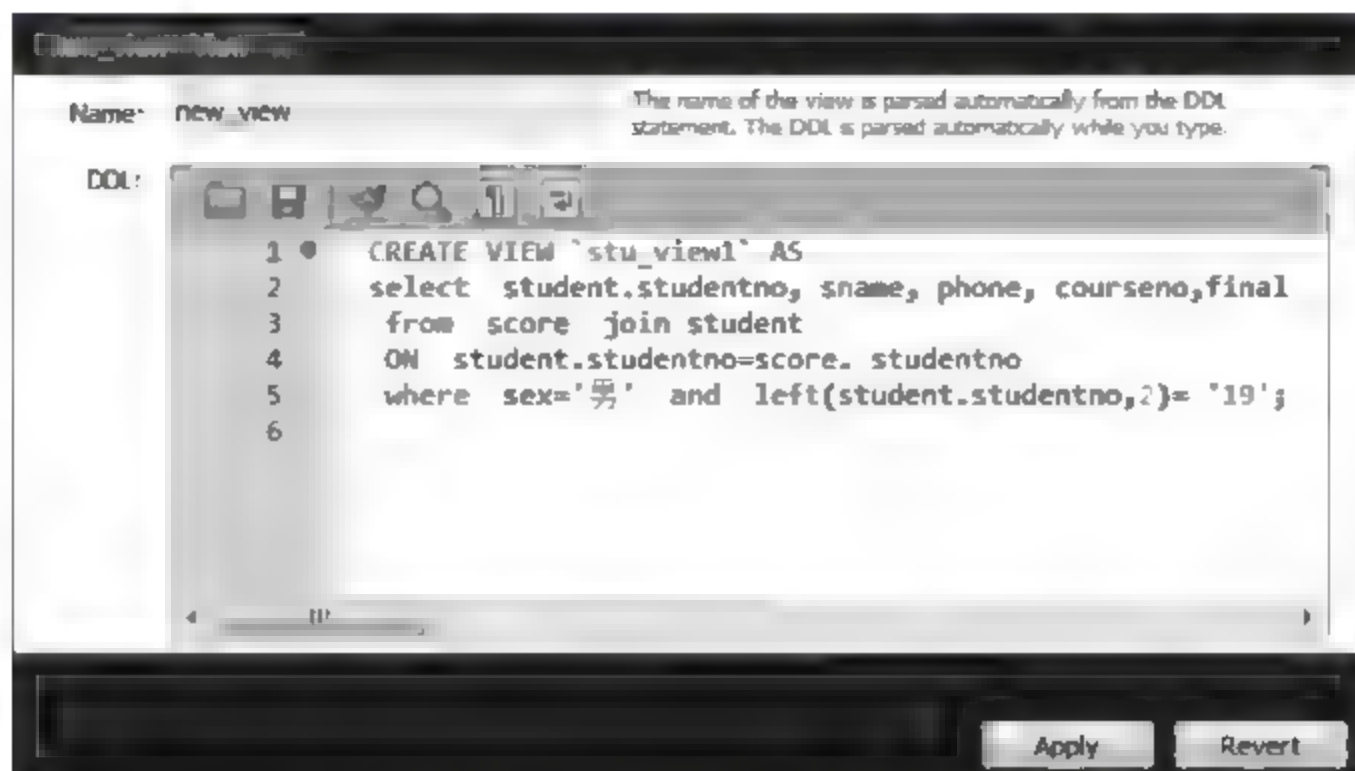 Name: new_view
The name of the view is parsed automatically from the DDL
statement. The DDL is parsed automatically while you type.
DDL:
1 CREATE VIEW `stu_view1` AS
2 select student.studentno, sname, phone, courseno,final
3 from score join student
4 ON student.studentno=score. studentno
5 where sex='男' and left(student.studentno,2)= '19';
6
Apply Revert